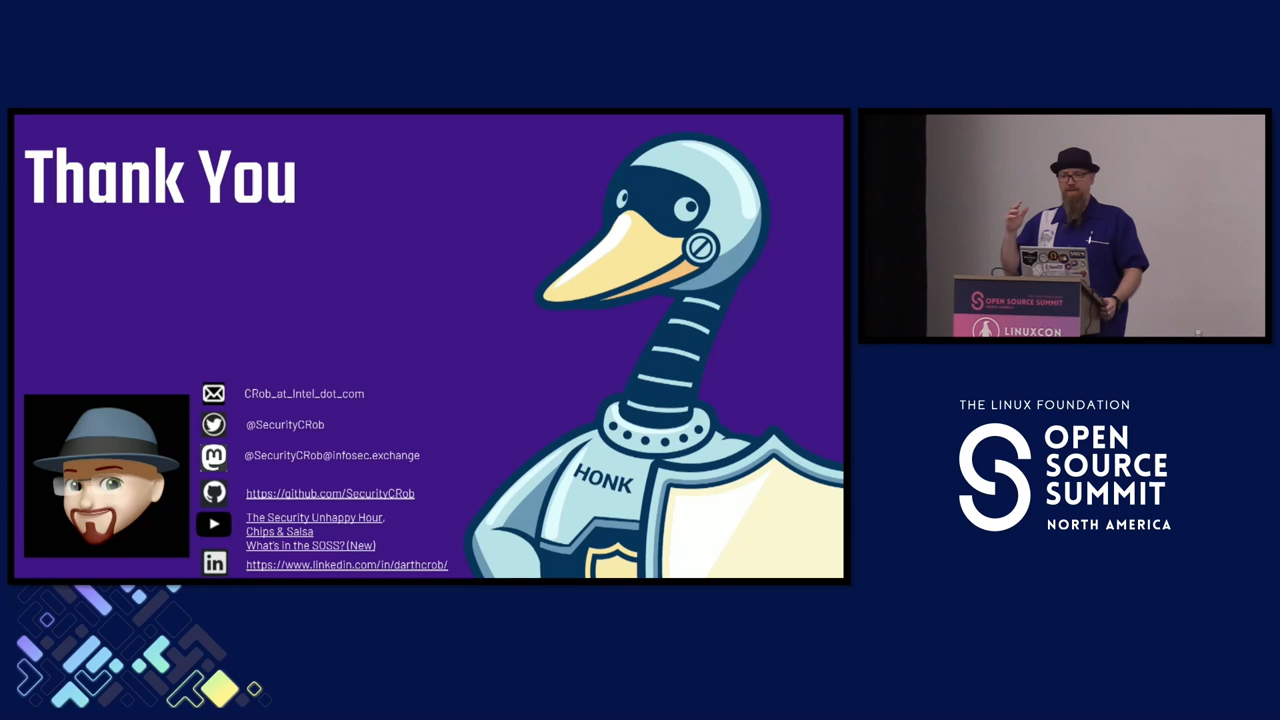 Thank You
CRob_at_Intel_dot_com
@SecurityCRob
@SecurityCRob@infosec.exchange
https://github.com/SecurityCRob
The Security Unhappy Hour,
Chips & Salsa
What's in the SOSS? (New)
in
https://www.linkedin.com/in/darthcrob/
HONK
OPEN SOURCE SUMMIT
LINUXCON
THE LINUX FOUNDATION
OPEN
SOURCE
SUMMIT
NORTH AMERICA